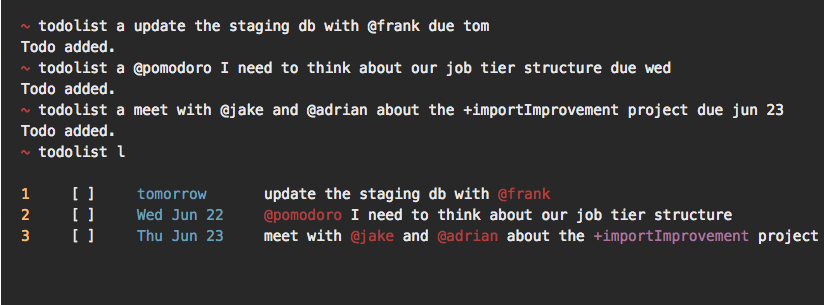 ~ todolist a update the staging db with @frank due tom
Todo added.
~ todolist a @pomodoro I need to think about our job tier structure due wed
Todo added.
~ todolist a meet with @jake and @adrian about the +importImprovement project due jun 23
Todo added.
~ todolist l
1 [ ] tomorrow update the staging db with @frank
2 [ ] Wed Jun 22 @pomodoro I need to think about our job tier structure
3 [ ] Thu Jun 23 meet with @jake and @adrian about the +importImprovement project